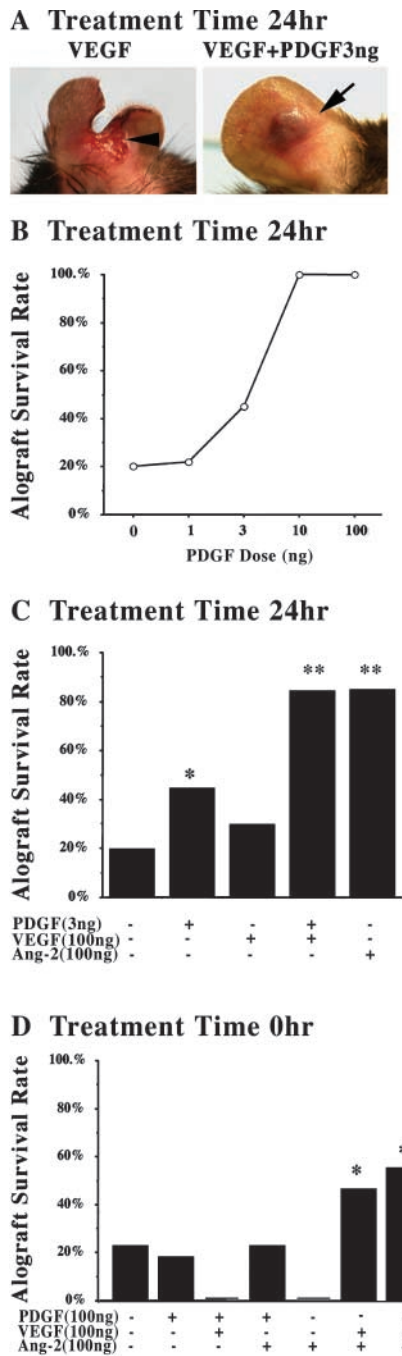 A Treatment Time 24hr
VEGF VEGF+PDGF3ng
B Treatment Time 24hr
Alograft Survival Rate
100.%
80%
60%
40%
20%
0%
0 1 3 10 100
PDGF Dose (ng)
C Treatment Time 24hr
Alograft Survival Rate
100.%
80%
60%
40%
20%
0%
* ** **
PDGF(3ng) - + - + -
VEGF(100ng) - - + + -
Ang-2(100ng) - - - - +
D Treatment Time 0hr
Alograft Survival Rate
100.%
80%
60%
40%
20%
0%
* *
PDGF(100ng) - + + + - -
VEGF(100ng) - - + - - +
Ang-2(100ng) - - - + + +